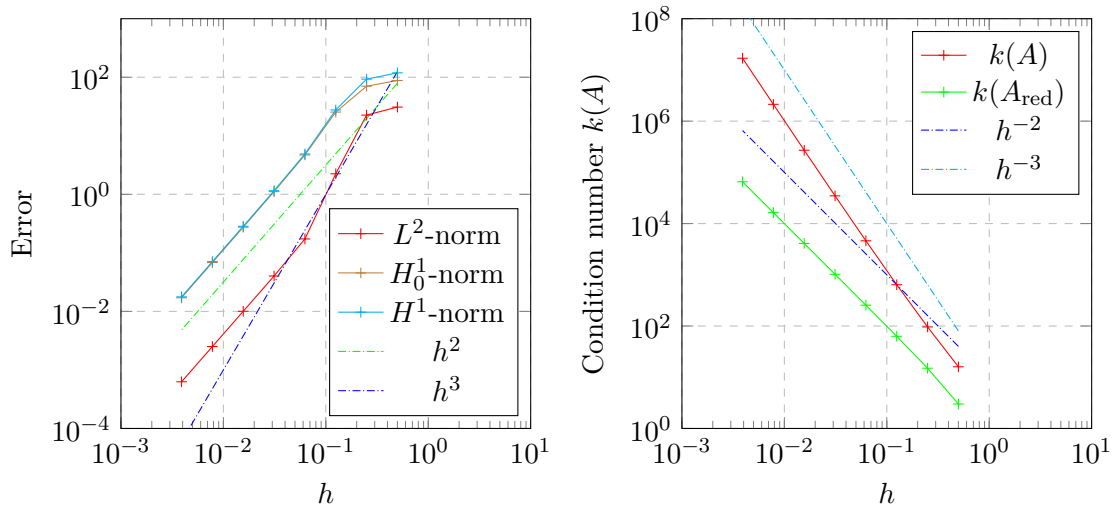 10^2
10^0
10^−2
10^−4
Error
10^−3
10^−2
10^−1
10^0
10^1
h
L^2-norm
H_0^1-norm
H^1-norm
h^2
h^3
10^8
10^6
10^4
10^2
10^0
Condition number k(A)
10^−3
10^−2
10^−1
10^0
10^1
h
k(A)
k(A_red)
h^−2
h^−3